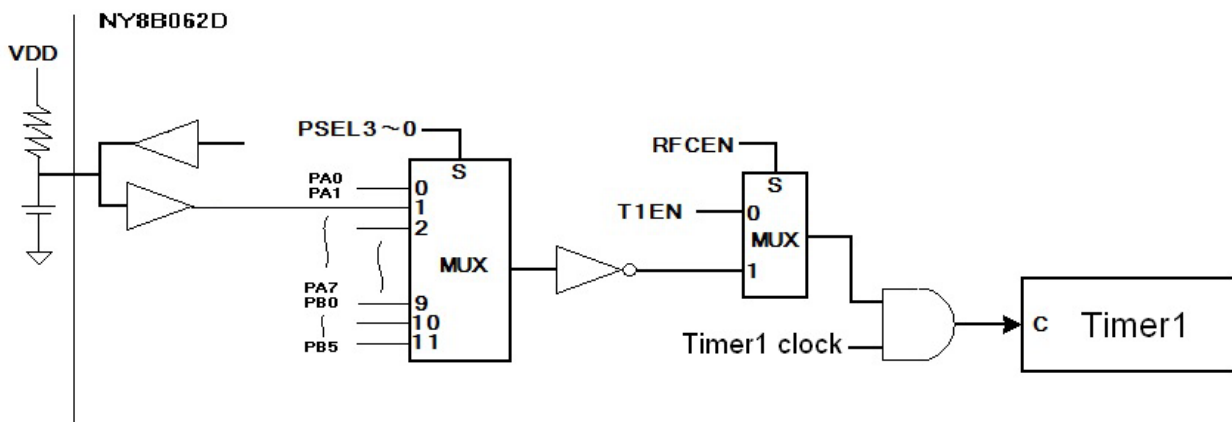 NY8B062D
VDD
PSEL3~0
RFCEN
S
S
PA0
0
PA1
1
T1EN
0
2
MUX
MUX
1
PA7
PB0
9
10
PB5
11
Timer1 clock
C
Timer1